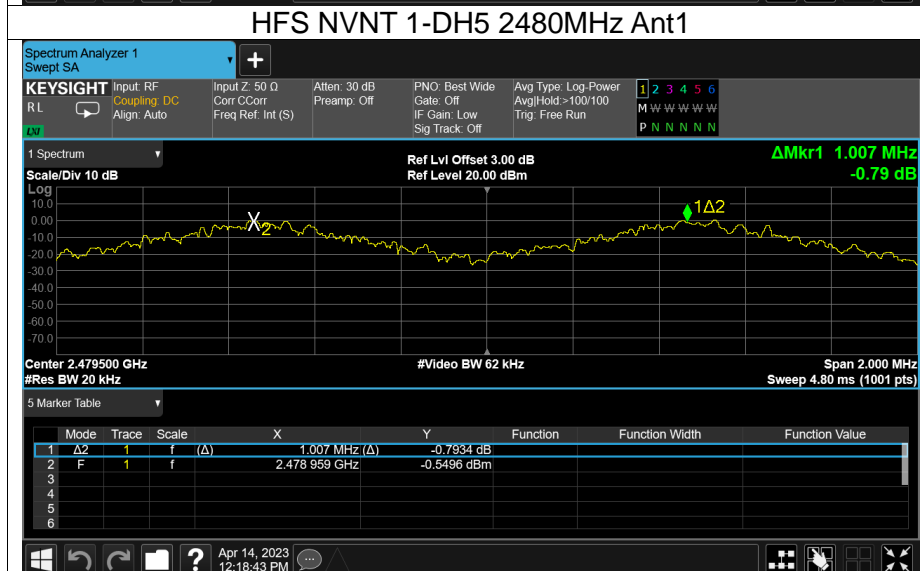 HFS NVNT 1-DH5 2480MHz Ant1
Spectrum Analyzer 1
Swept SA
+
KEYSIGHT Input: RF Input Z: 50 Ω Atten: 30 dB PNO: Best Wide Avg Type: Log-Power 1 2 3 4 5 6
R L Coupling: DC Corr CCorr Preamp: Off Gate: Off Avg|Hold:>100/100 M W W W W W
Align: Auto Freq Ref: Int (S) IF Gain: Low Trig: Free Run
LXI Sig Track: Off P N N N N N
1 Spectrum Ref Lvl Offset 3.00 dB ΔMkr1 1.007 MHz
Scale/Div 10 dB Ref Level 20.00 dBm -0.79 dB
Log
10.0 1Δ2
0.00 X2
-10.0
-20.0
-30.0
-40.0
-50.0
-60.0
-70.0
Center 2.479500 GHz #Video BW 62 kHz Span 2.000 MHz
#Res BW 20 kHz Sweep 4.80 ms (1001 pts)
5 Marker Table
Mode Trace Scale X Y Function Function Width Function Value
1 Δ2 1 f (Δ) 1.007 MHz (Δ) -0.7934 dB
2 F 1 f 2.478 959 GHz -0.5496 dBm
3
4
5
6
? Apr 14, 2023
12:18:43 PM